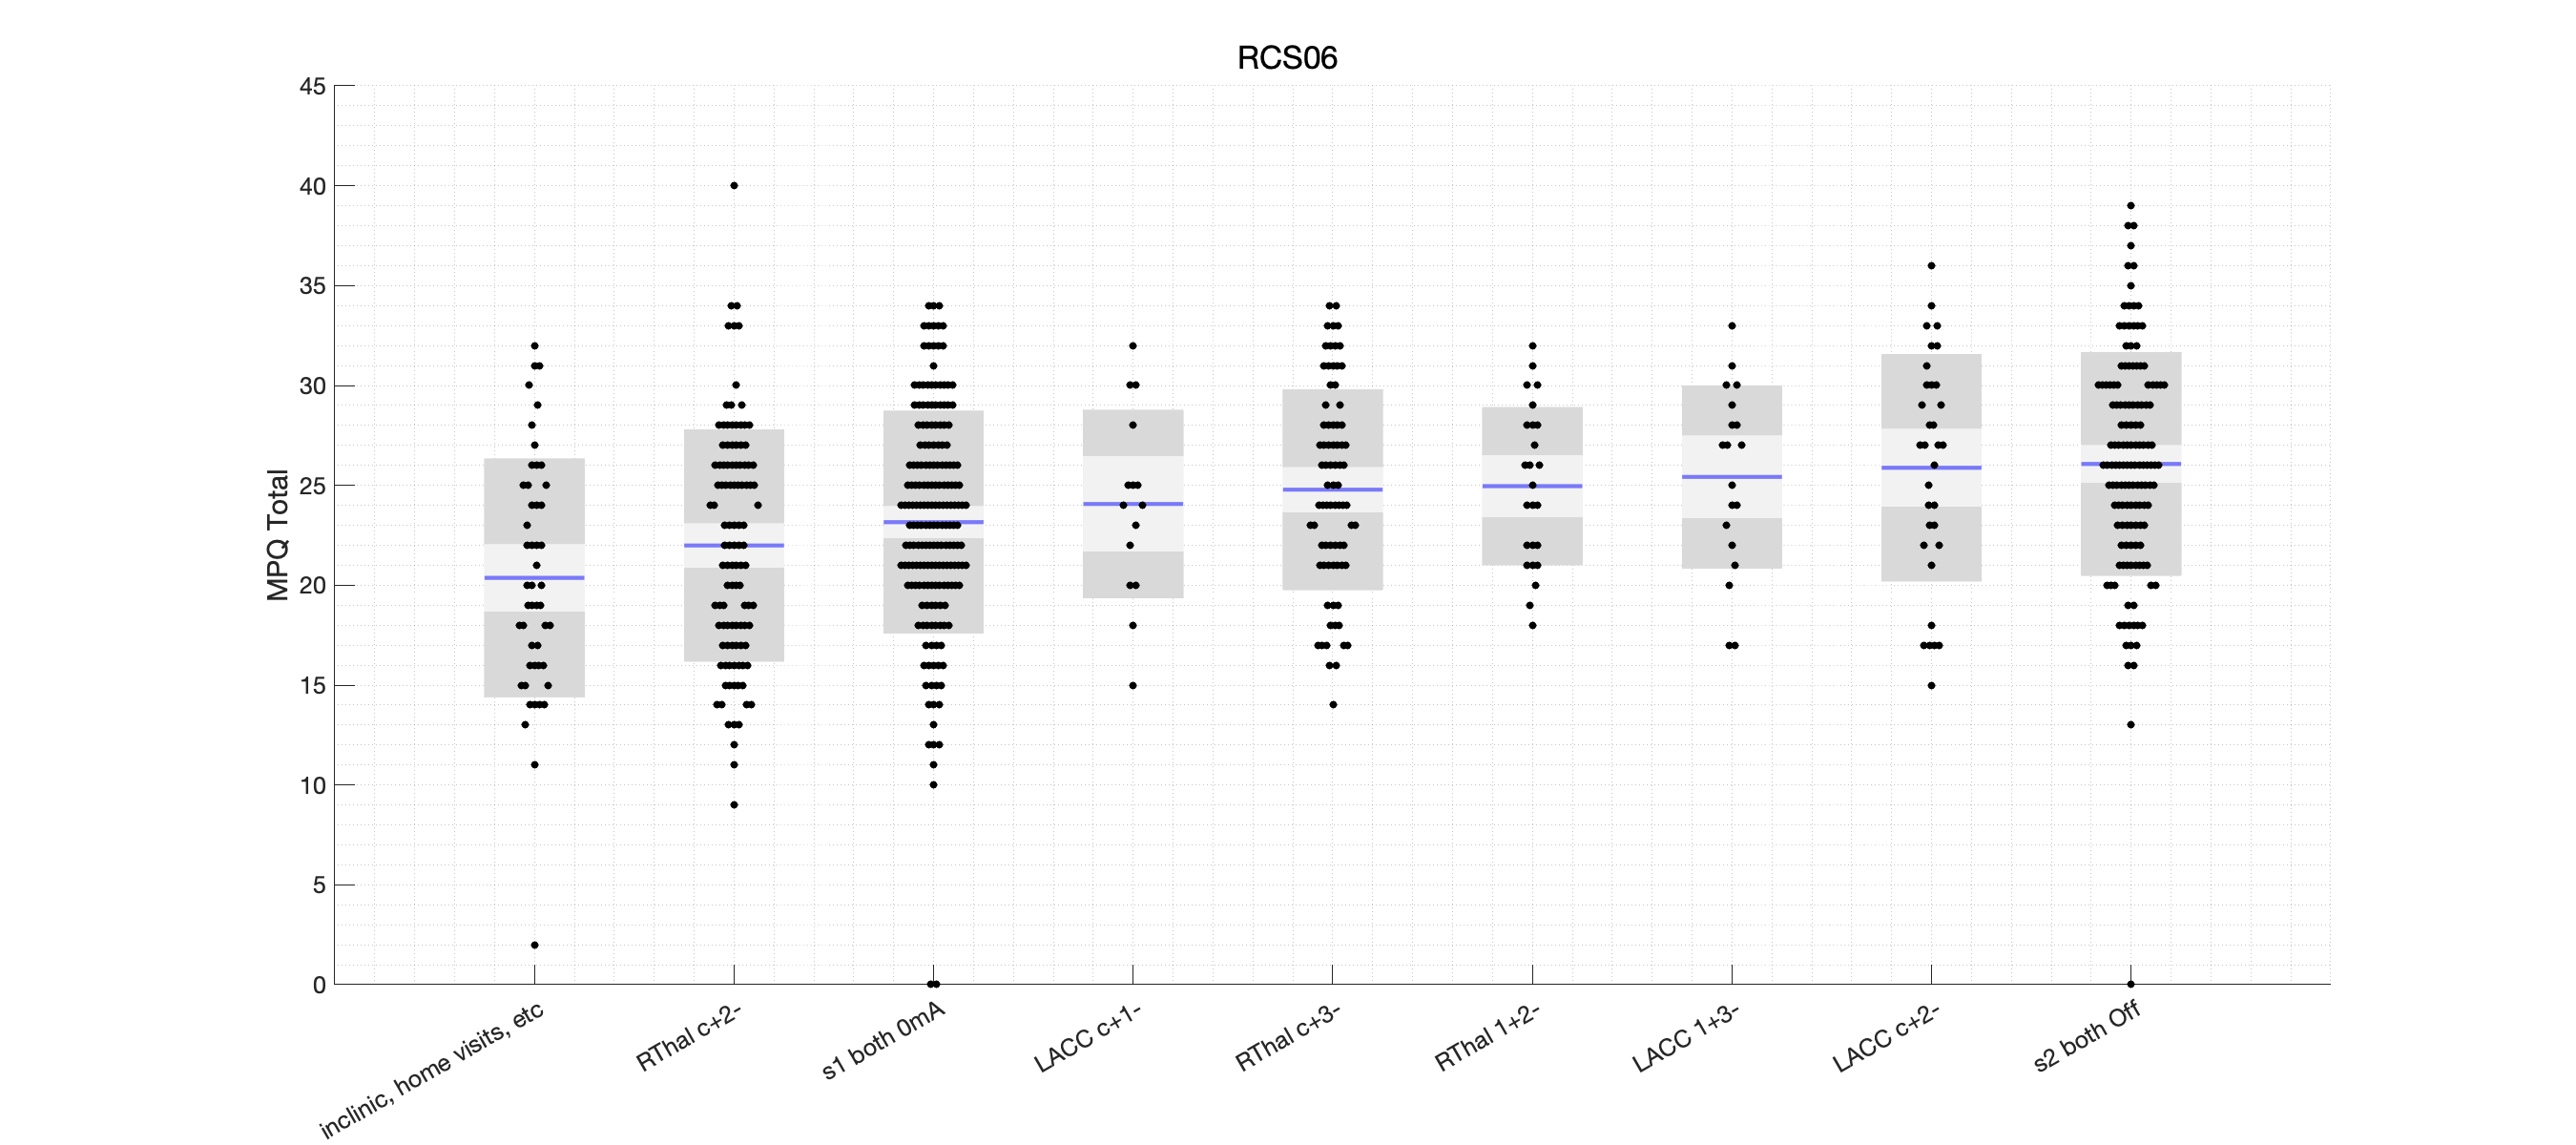 RCS06
45
40
35
30
25
20
15
10
5
0
MPQ Total
inclinic, home visits, etc
RThal c+2-
s1 both 0mA
LACC c+1-
RThal c+3-
RThal 1+2-
LACC 1+3-
LACC c+2-
s2 both Off